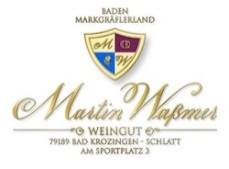 BADEN
MARKGRÄFLERLAND
M
W
Martin Waßmer
WEINGUT
79189 BAD KROZINGEN - SCHLATT
AM SPORTPLATZ 3